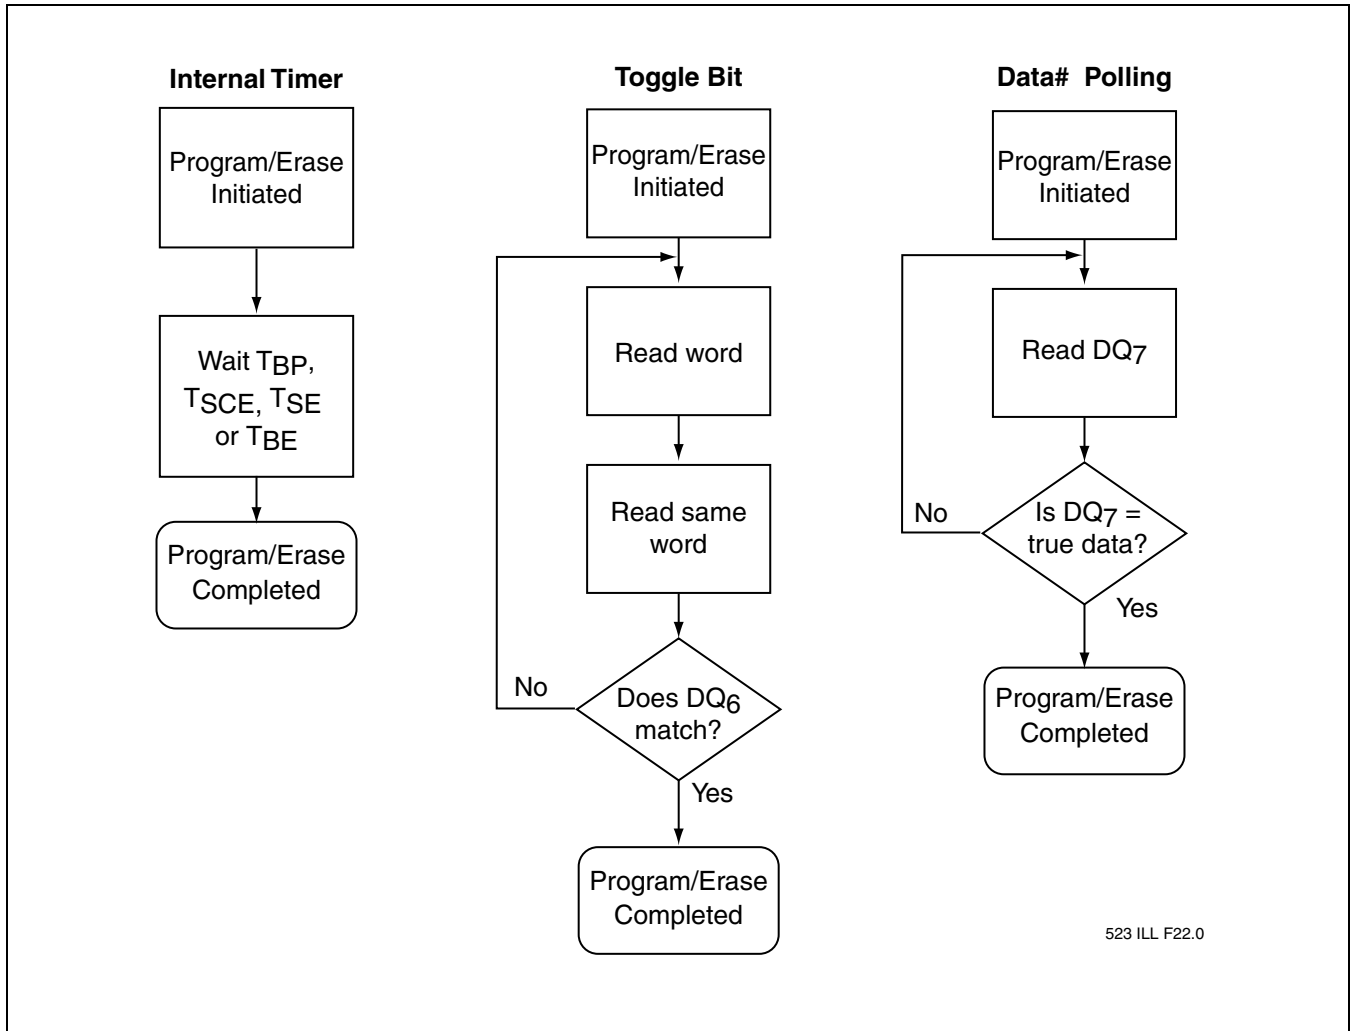 Internal Timer
Program/Erase
Initiated
Wait TBP,
TSCE, TSE
or TBE
Program/Erase
Completed
Toggle Bit
Program/Erase
Initiated
Read word
Read same
word
Does DQ6
match?
No
Yes
Program/Erase
Completed
Data# Polling
Program/Erase
Initiated
Read DQ7
Is DQ7 =
true data?
No
Yes
Program/Erase
Completed
523 ILL F22.0